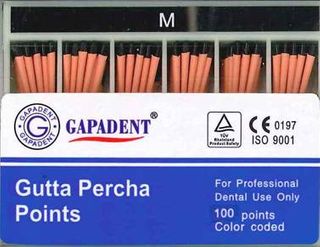 M
GAPADENT
G
GAPADENT
GAPADENT®
TÜV
Rheinland
Product Safety
CE 0197
ISO 9001
Gutta Percha
Points
For Professional
Dental Use Only
100 points
Color coded